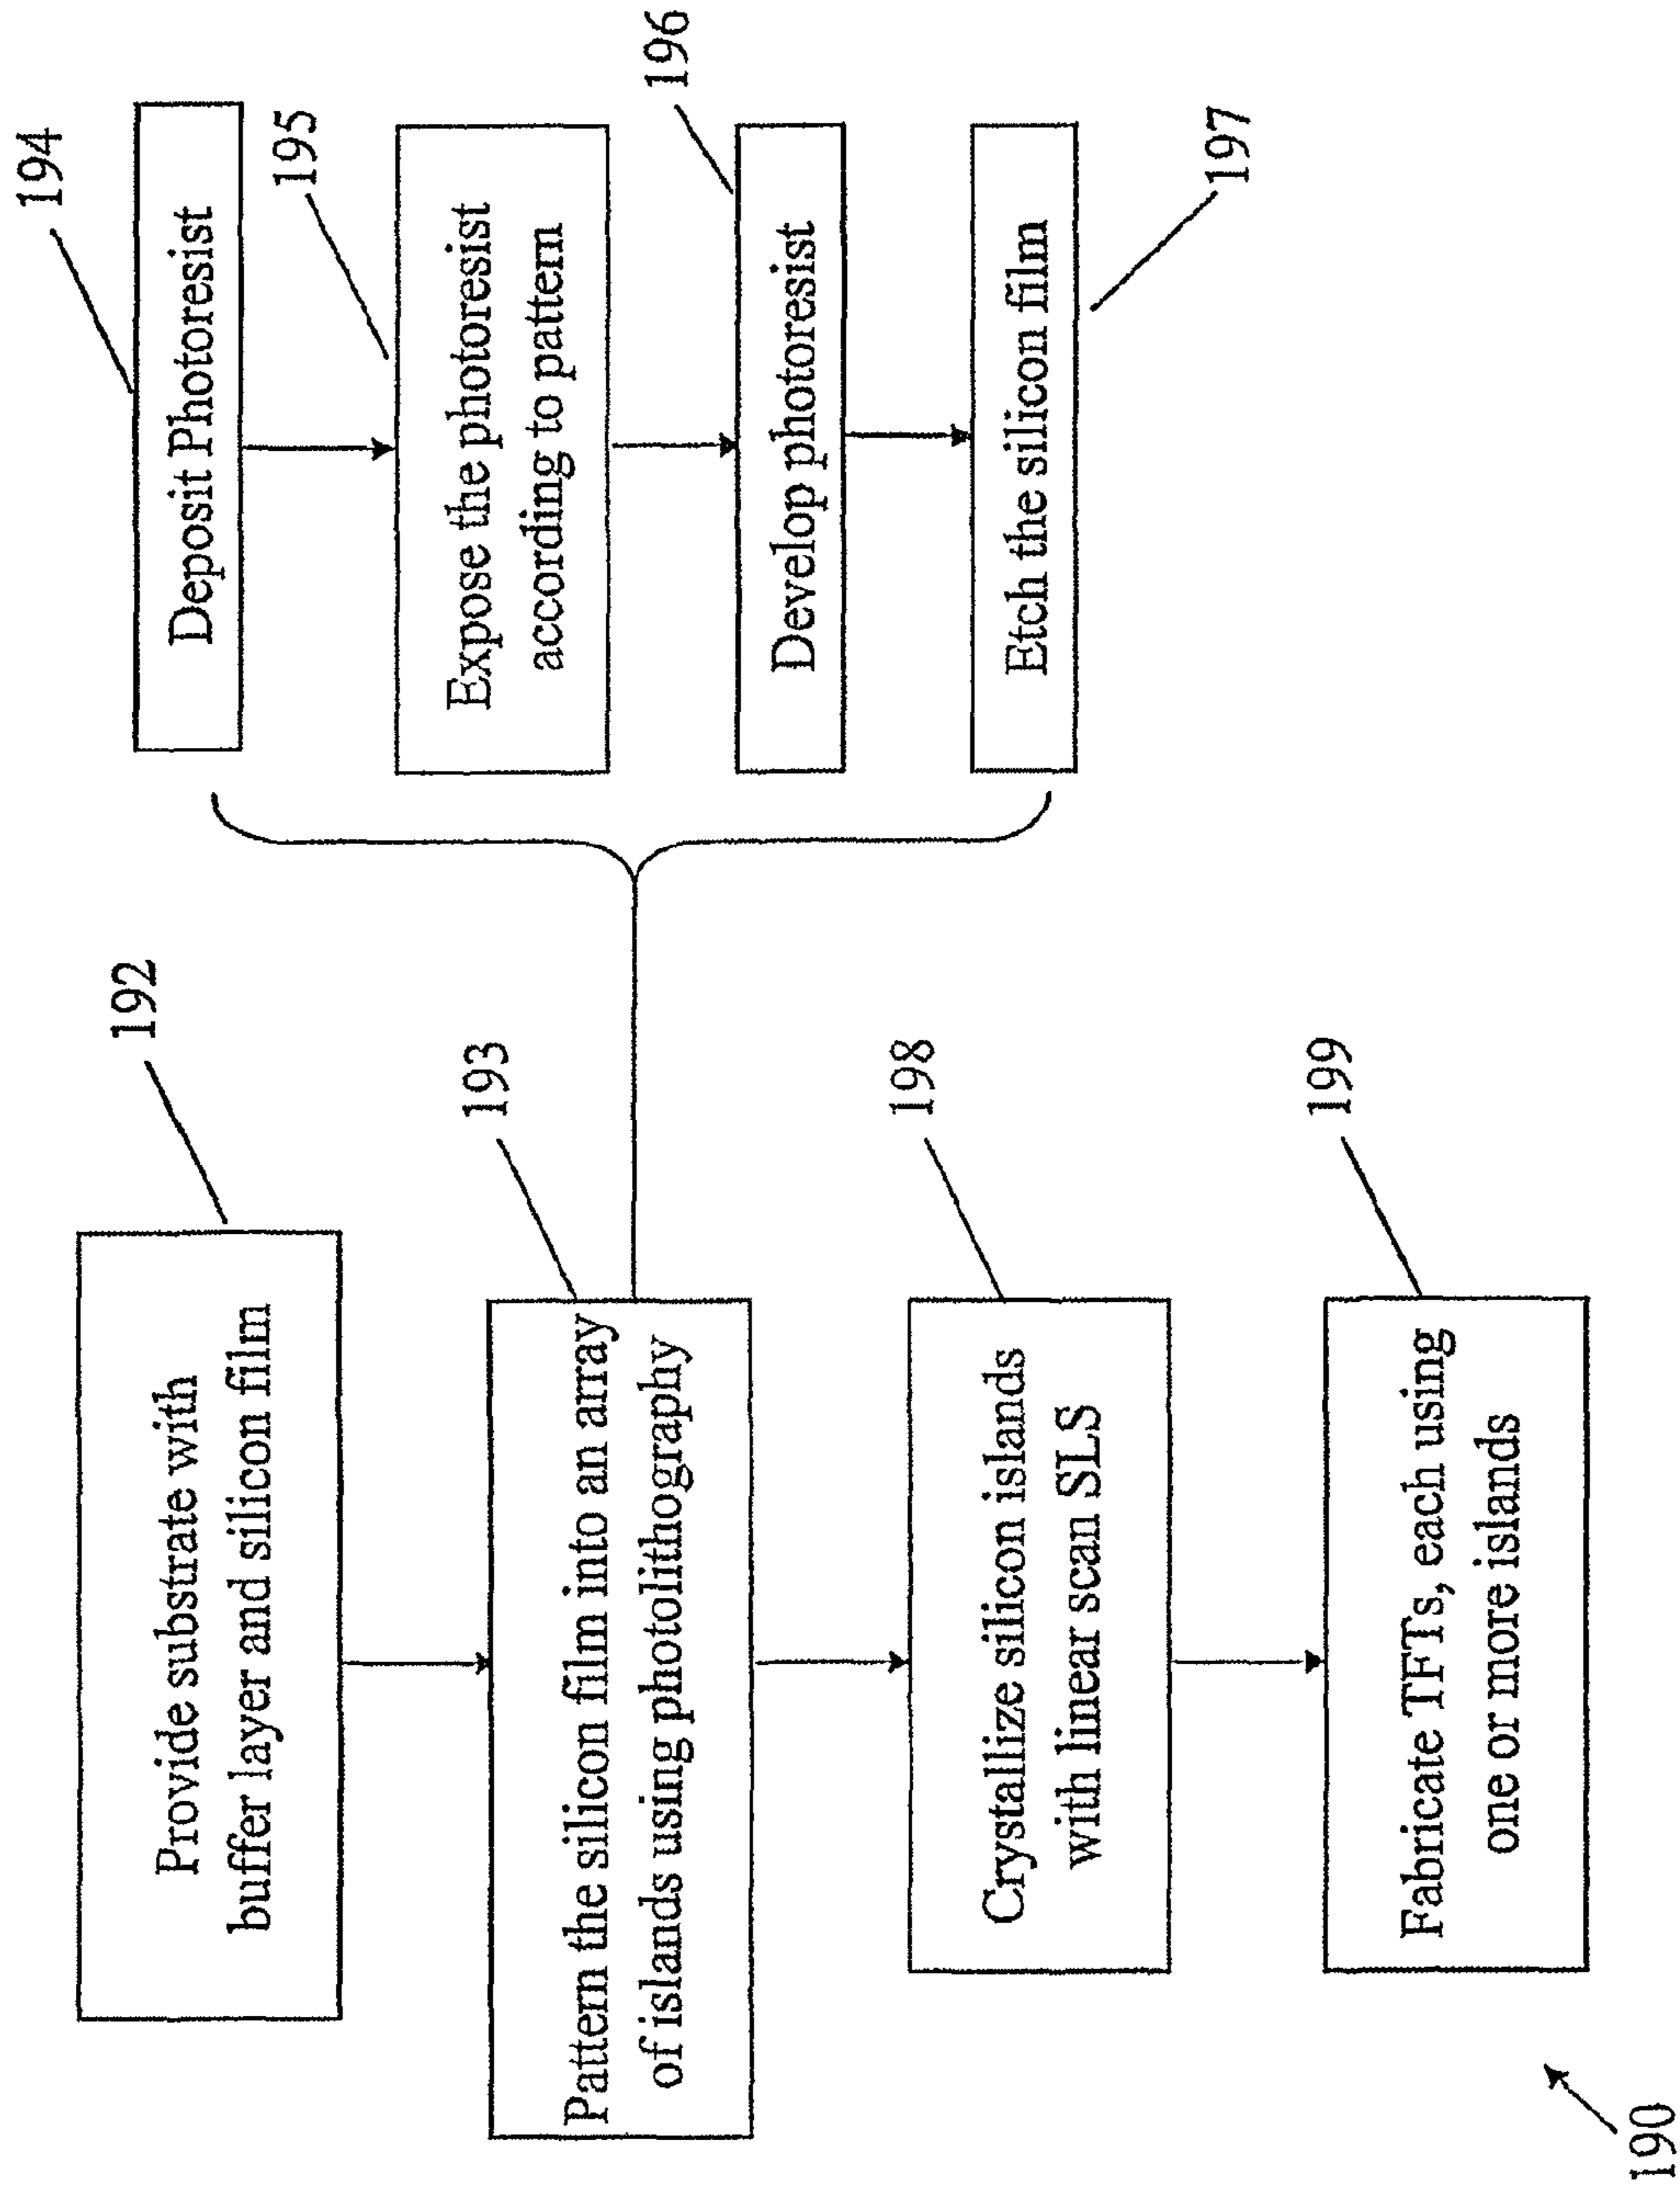 192
Provide substrate with
buffer layer and silicon film
193
Pattern the silicon film into an array
of islands using photolithography
194
Deposit Photoresist
195
Expose the photoresist
according to pattern
196
Develop photoresist
197
Etch the silicon film
198
Crystallize silicon islands
with linear scan SLS
199
Fabricate TFTs, each using
one or more islands
190